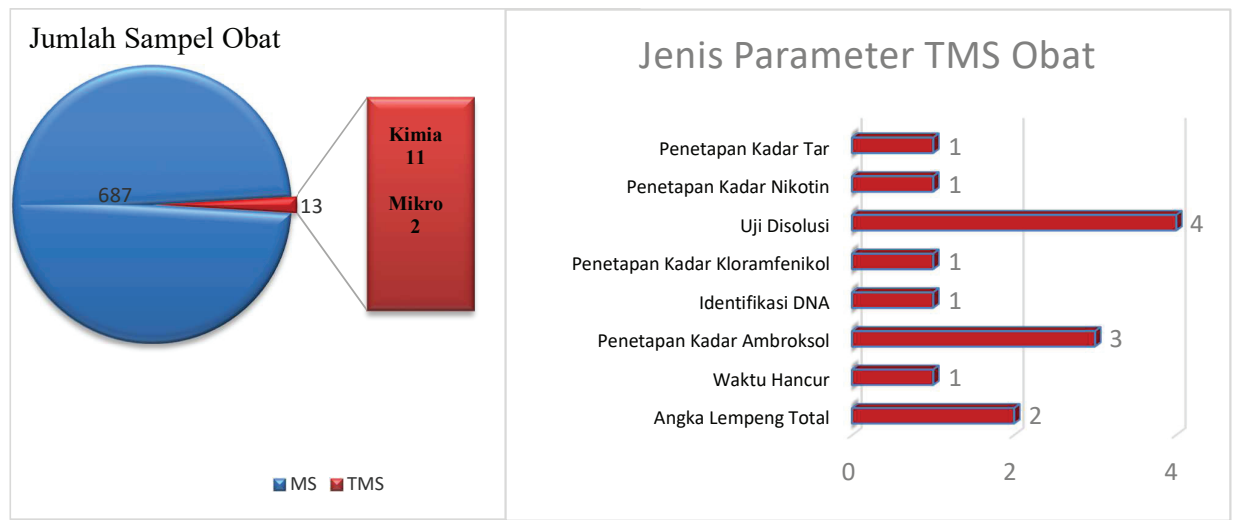 Jumlah Sampel Obat
687
13
Kimia
11
Mikro
2
MS TMS
Jenis Parameter TMS Obat
Penetapan Kadar Tar 1
Penetapan Kadar Nikotin 1
Uji Disolusi 4
Penetapan Kadar Kloramfenikol 1
Identifikasi DNA 1
Penetapan Kadar Ambroksol 3
Waktu Hancur 1
Angka Lempeng Total 2
0 2 4